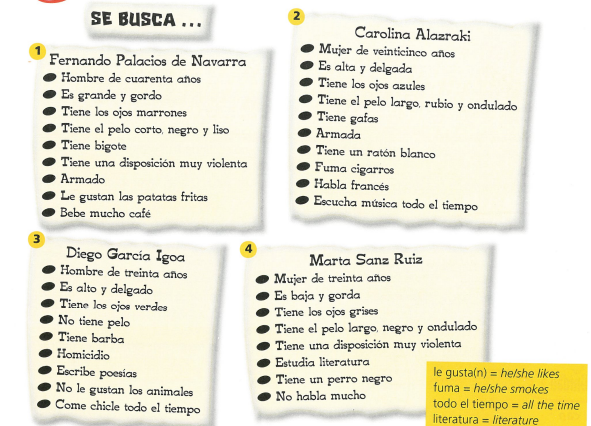 SE BUSCA ...
1
Fernando Palacios de Navarra
Hombre de cuarenta años
Es grande y gordo
Tiene los ojos marrones
Tiene el pelo corto, negro y liso
Tiene bigote
Tiene una disposición muy violenta
Armado
Le gustan las patatas fritas
Bebe mucho café
2
Carolina Alazraki
Mujer de veinticinco años
Es alta y delgada
Tiene los ojos azules
Tiene el pelo largo, rubio y ondulado
Tiene gafas
Armada
Tiene un ratón blanco
Fuma cigarros
Habla francés
Escucha música todo el tiempo
3
Diego García Igoa
Hombre de treinta años
Es alto y delgado
Tiene los ojos verdes
No tiene pelo
Tiene barba
Homicidio
Escribe poesías
No le gustan los animales
Come chicle todo el tiempo
4
Marta Sanz Ruiz
Mujer de treinta años
Es baja y gorda
Tiene los ojos grises
Tiene el pelo largo, negro y ondulado
Tiene una disposición muy violenta
Estudia literatura
Tiene un perro negro
No habla mucho
le gusta(n) = he/she likes
fuma = he/she smokes
todo el tiempo = all the time
literatura = literature